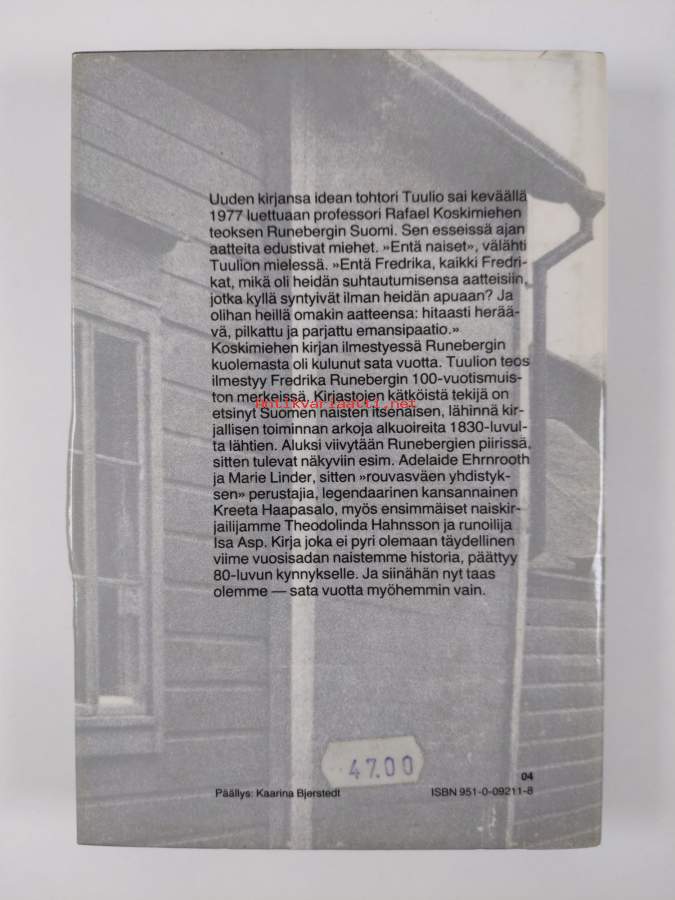 Uuden kirjansa idean tohtori Tuulio sai keväällä
1977 luettuaan professori Rafael Koskimiehen
teoksen Runebergin Suomi. Sen esseissä ajan
aatteita edustivat miehet. »Entä naiset», välähti
Tuulion mielessä. »Entä Fredrika, kaikki Fredri-
kat, mikä oli heidän suhtautumisensa aatteisiin,
jotka kyllä syntyivät ilman heidän apuaan? Ja
olihan heillä omakin aatteensa: hitaasti herää-
vä, pilkattu ja parjattu emansipaatio.»
Koskimiehen kirjan ilmestyessä Runebergin
kuolemasta oli kulunut sata vuotta. Tuulion teos
ilmestyy Fredrika Runebergin 100-vuotismuis-
ton merkeissä. Kirjastojen kätköistä tekijä on
Antikvariaatti.net
etsinyt Suomen naisten itsenäisen, lähinnä kir-
jallisen toiminnan arkoja alkuoireita 1830-luvul-
ta lähtien. Aluksi viivytään Runebergien piirissä,
sitten tulevat näkyviin esim. Adelaide Ehrnrooth
ja Marie Linder, sitten »rouvasväen yhdistyk-
sen» perustajia, legendaarinen kansannainen
Kreeta Haapasalo, myös ensimmäiset naiskir-
jailijamme Theodolinda Hahnsson ja runoilija
Isa Asp. Kirja joka ei pyri olemaan täydellinen
viime vuosisadan naistemme historia, päättyy
80-luvun kynnykselle. Ja siinähän nyt taas
olemme — sata vuotta myöhemmin vain.
47.00
04
Päällys: Kaarina Bjerstedt
ISBN 951-0-09211-8